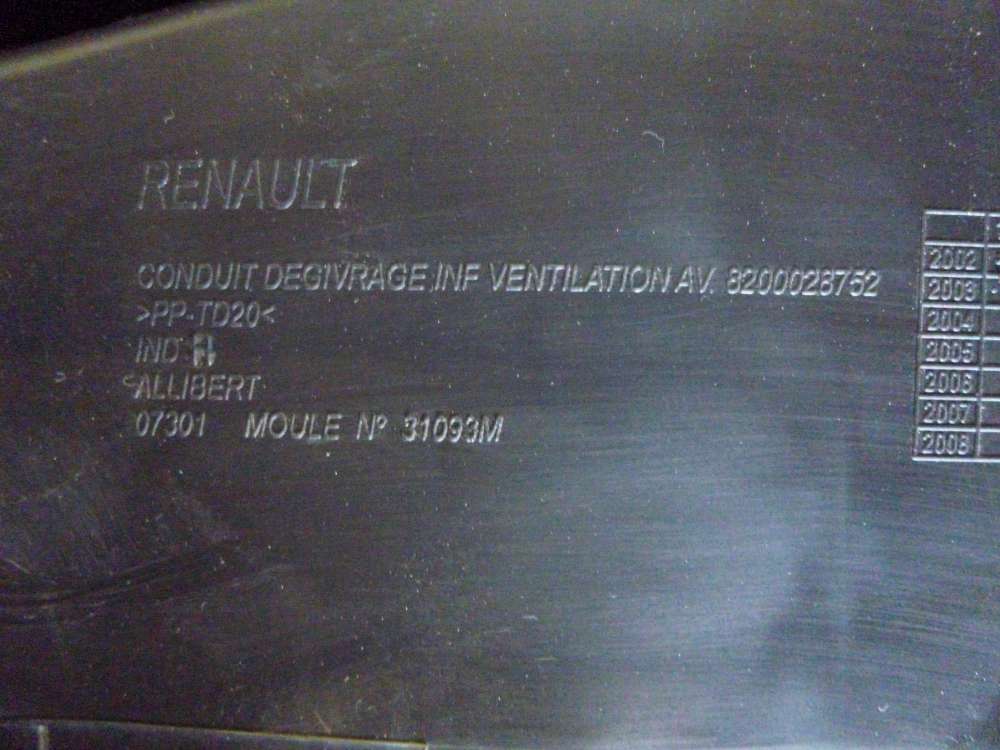 RENAULT
CONDUIT DEGIVRAGE INF VENTILATION AV. 8200028752
>PP-TD20<
IND
ALLIBERT
07301 MOULE Nº 31093M
2002
2003
2004
2005
2006
2007
2008